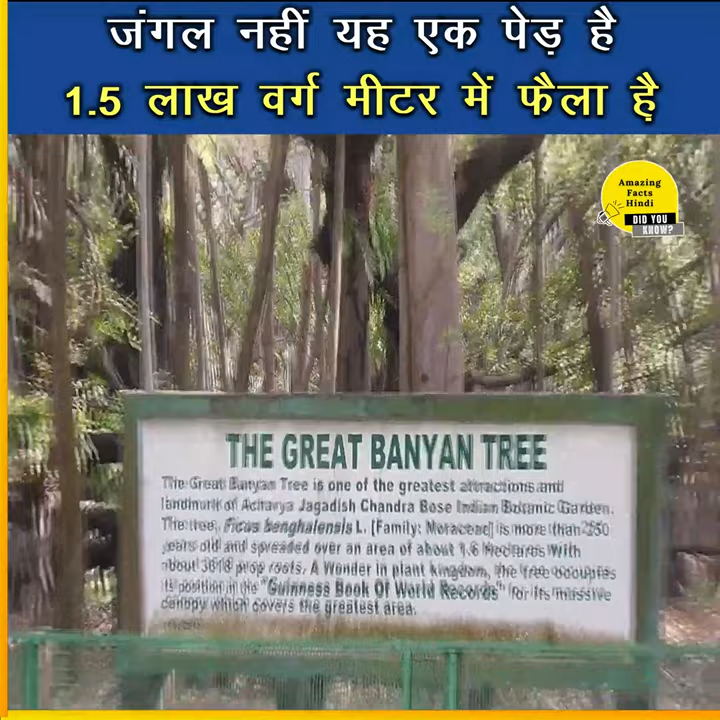 जंगल नहीं यह एक पेड़ है
1.5 लाख वर्ग मीटर में फैला है
Amazing
Facts
Hindi
DID YOU
KNOW?
THE GREAT BANYAN TREE
The Great Banyan Tree is one of the greatest attractions and
landmark of Acharya Jagadish Chandra Bose Indian Botanic Garden.
The tree, Ficus benghalensis L. [Family: Moraceae] is more than 250
years old and spreaded over an area of about 1.6 Hectares with
about 3618 prop roots. A Wonder in plant kingdom, the tree occupies
its position in the "Guinness Book Of World Records" for its massive
canopy which covers the greatest area.